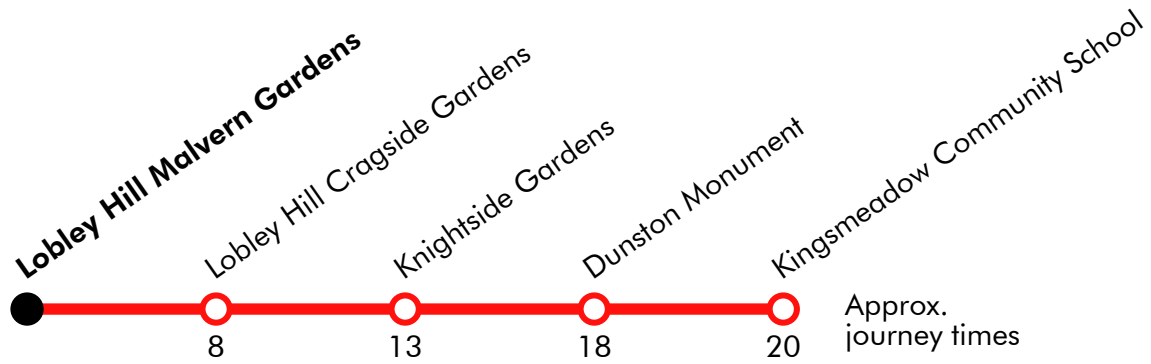 Lobley Hill Malvern Gardens
Lobley Hill Cragside Gardens
Knightside Gardens
Dunston Monument
Kingsmeadow Community School
8
13
18
20
Approx.
journey times